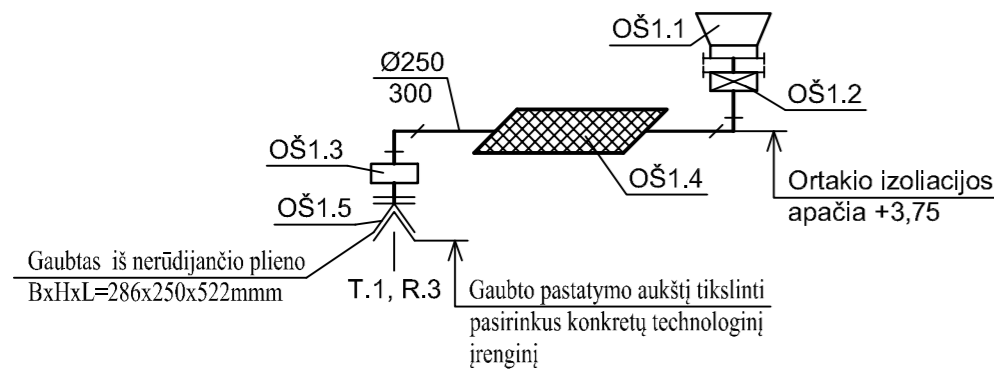 OŠ1.1
Ø250
300
OŠ1.2
OŠ1.3
OŠ1.4
Ortakio izoliacijos
apačia +3,75
OŠ1.5
Gaubtas iš nerūdijančio plieno
BxHxL=286x250x522mmm
T.1, R.3
Gaubto pastatymo aukštį tikslinti
pasirinkus konkretų technologinį
įrenginį